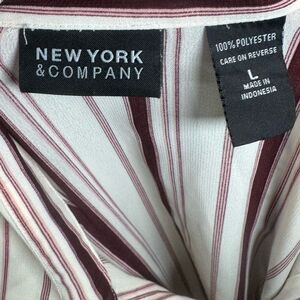 NEW YORK
& COMPANY
100% POLYESTER
CARE ON REVERSE
L
MADE IN
INDONESIA